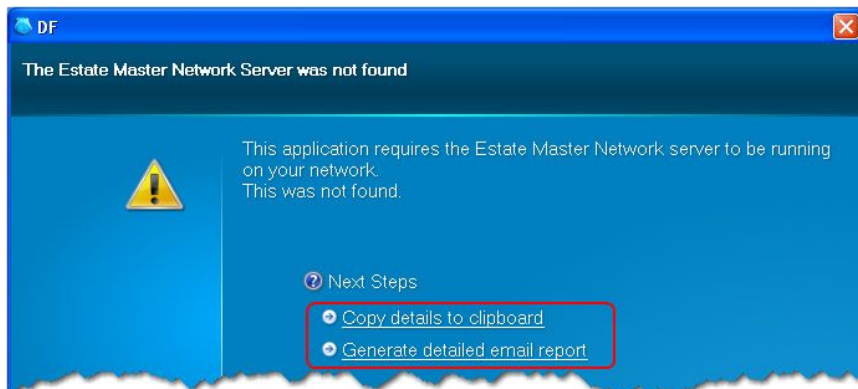 DF
The Estate Master Network Server was not found
This application requires the Estate Master Network server to be running
on your network.
This was not found.
Next Steps
Copy details to clipboard
Generate detailed email report